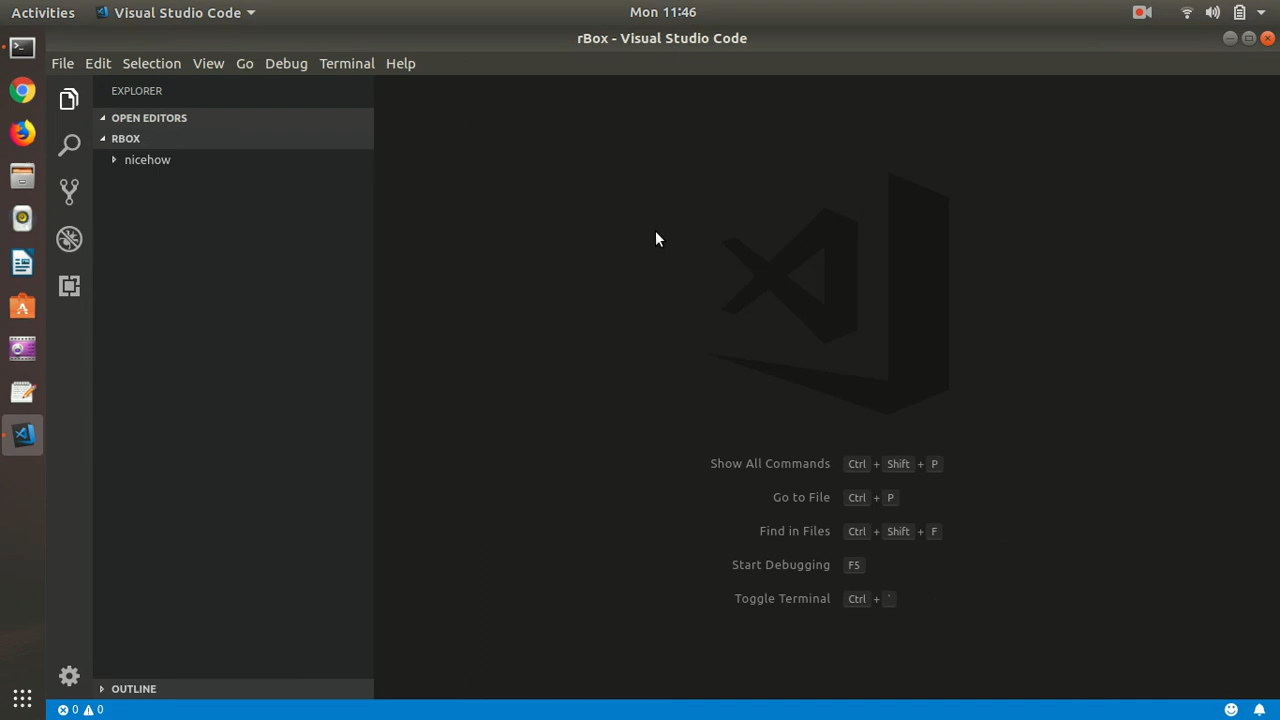 Activities Visual Studio Code Mon 11:46
rBox - Visual Studio Code
File Edit Selection View Go Debug Terminal Help
EXPLORER
OPEN EDITORS
RBOX
nicehow
Show All Commands Ctrl + Shift + P
Go to File Ctrl + P
Find in Files Ctrl + Shift + F
Start Debugging F5
Toggle Terminal Ctrl + `
OUTLINE
0 0